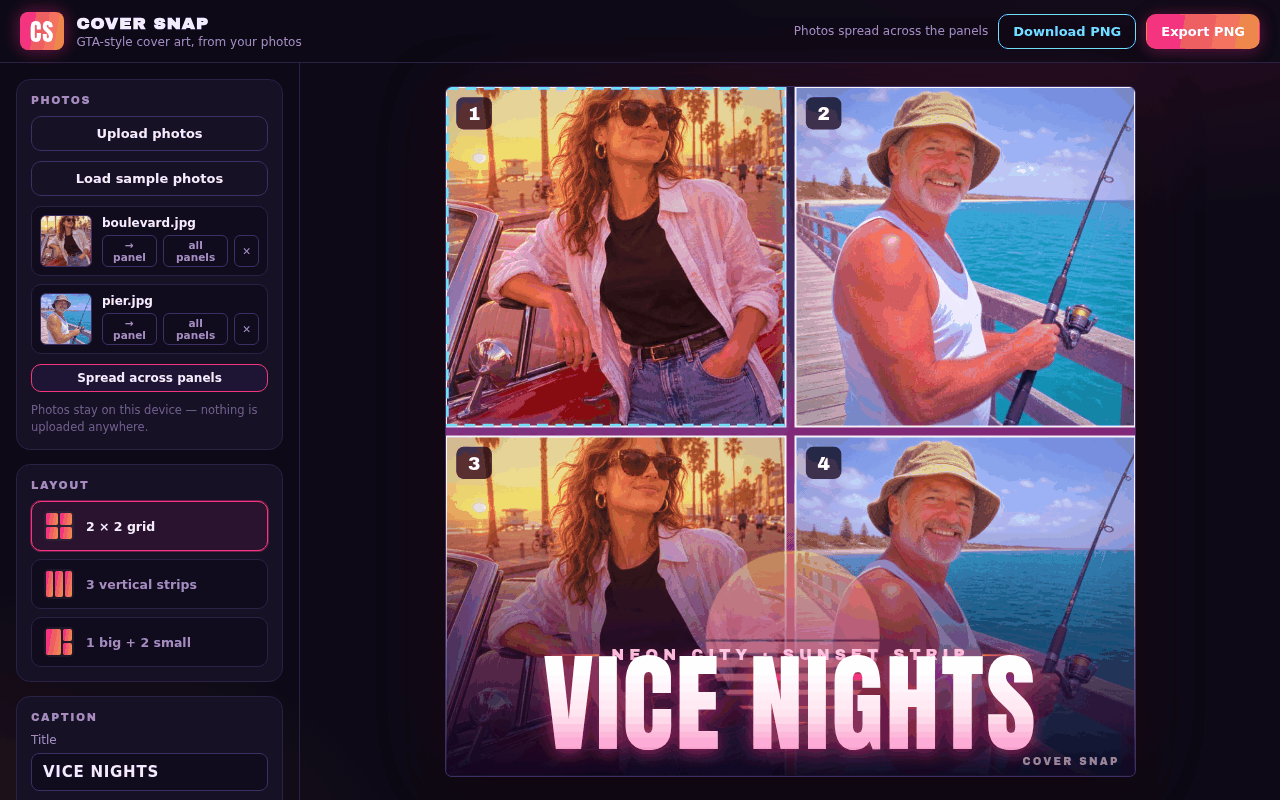 CS
COVER SNAP
GTA-style cover art, from your photos
Photos spread across the panels
Download PNG
Export PNG
PHOTOS
Upload photos
Load sample photos
boulevard.jpg
→ panel
all panels
×
pier.jpg
→ panel
all panels
×
Spread across panels
Photos stay on this device — nothing is
uploaded anywhere.
LAYOUT
2 × 2 grid
3 vertical strips
1 big + 2 small
CAPTION
Title
VICE NIGHTS
1
2
3
4
NEON CITY · SUNSET STRIP
VICE NIGHTS
COVER SNAP